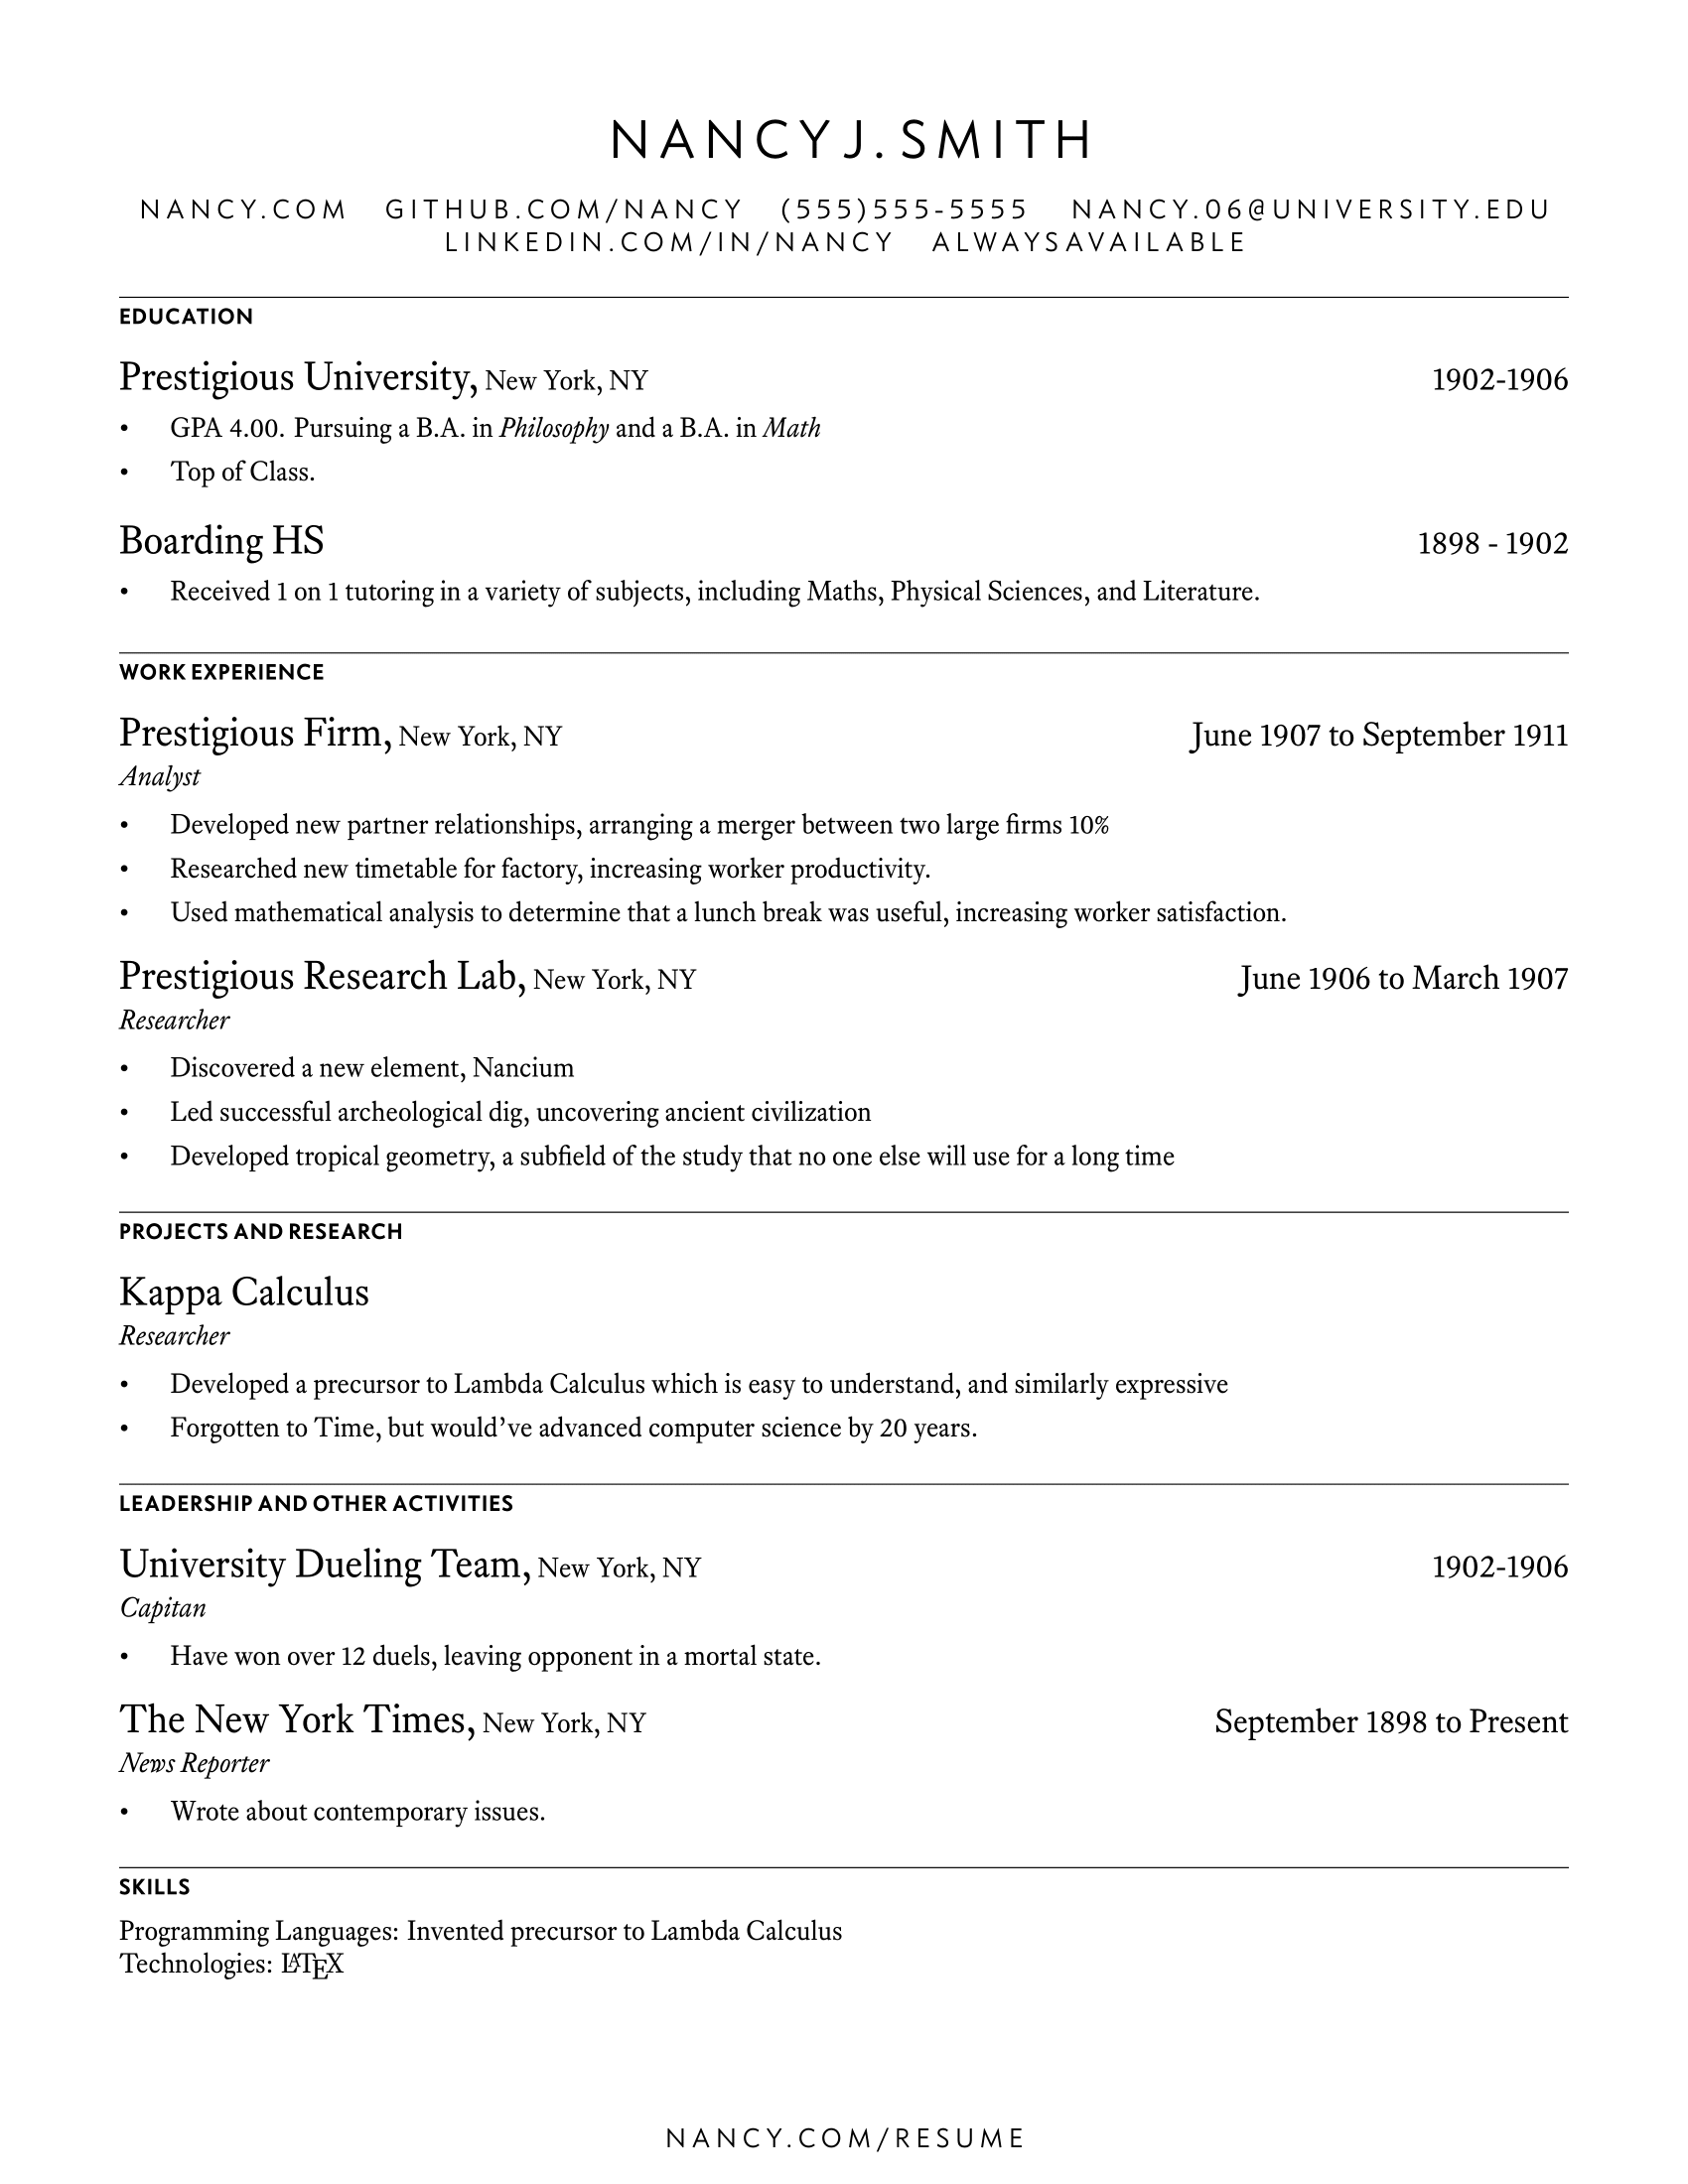 NANCY J. SMITH
NANCY.COM GITHUB.COM/NANCY (555)555-5555 NANCY.06@UNIVERSITY.EDU
LINKEDIN.COM/IN/NANCY ALWAYSAVAILABLE
EDUCATION
Prestigious University, New York, NY 1902-1906
• GPA 4.00. Pursuing a B.A. in Philosophy and a B.A. in Math
• Top of Class.
Boarding HS 1898 - 1902
• Received 1 on 1 tutoring in a variety of subjects, including Maths, Physical Sciences, and Literature.
WORK EXPERIENCE
Prestigious Firm, New York, NY June 1907 to September 1911
Analyst
• Developed new partner relationships, arranging a merger between two large firms 10%
• Researched new timetable for factory, increasing worker productivity.
• Used mathematical analysis to determine that a lunch break was useful, increasing worker satisfaction.
Prestigious Research Lab, New York, NY June 1906 to March 1907
Researcher
• Discovered a new element, Nancium
• Led successful archeological dig, uncovering ancient civilization
• Developed tropical geometry, a subfield of the study that no one else will use for a long time
PROJECTS AND RESEARCH
Kappa Calculus
Researcher
• Developed a precursor to Lambda Calculus which is easy to understand, and similarly expressive
• Forgotten to Time, but would’ve advanced computer science by 20 years.
LEADERSHIP AND OTHER ACTIVITIES
University Dueling Team, New York, NY 1902-1906
Capitan
• Have won over 12 duels, leaving opponent in a mortal state.
The New York Times, New York, NY September 1898 to Present
News Reporter
• Wrote about contemporary issues.
SKILLS
Programming Languages: Invented precursor to Lambda Calculus
Technologies: LATEX
NANCY.COM/RESUME